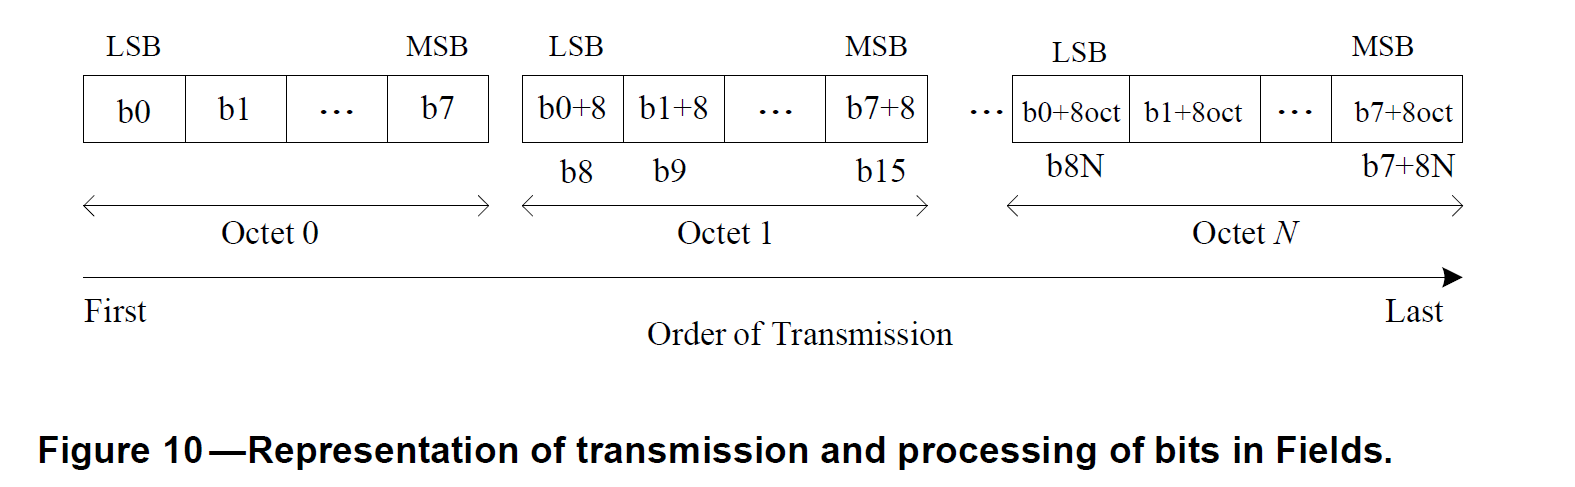 LSB MSB LSB MSB LSB MSB
b0 b1 ... b7 b0+8 b1+8 ... b7+8 ... b0+8oct b1+8oct ... b7+8oct
b8 b9 b15 b8N b7+8N
Octet 0 Octet 1 Octet N
First Last
Order of Transmission
Figure 10—Representation of transmission and processing of bits in Fields.